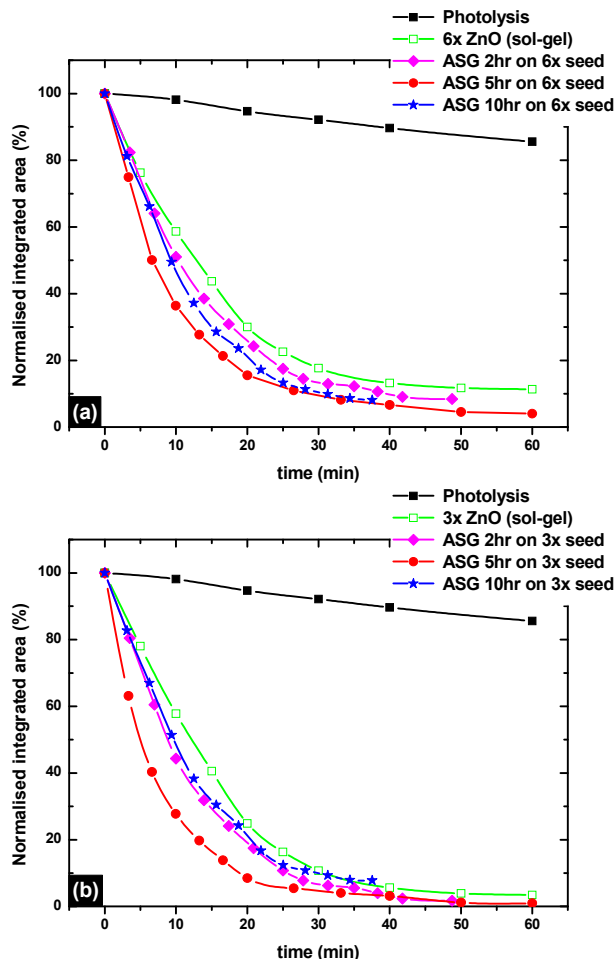 Photolysis
6x ZnO (sol-gel)
ASG 2hr on 6x seed
ASG 5hr on 6x seed
ASG 10hr on 6x seed
Normalised integrated area (%)
100
80
60
40
20
0
(a)
0 10 20 30 40 50 60
time (min)
Photolysis
3x ZnO (sol-gel)
ASG 2hr on 3x seed
ASG 5hr on 3x seed
ASG 10hr on 3x seed
Normalised integrated area (%)
100
80
60
40
20
0
(b)
0 10 20 30 40 50 60
time (min)